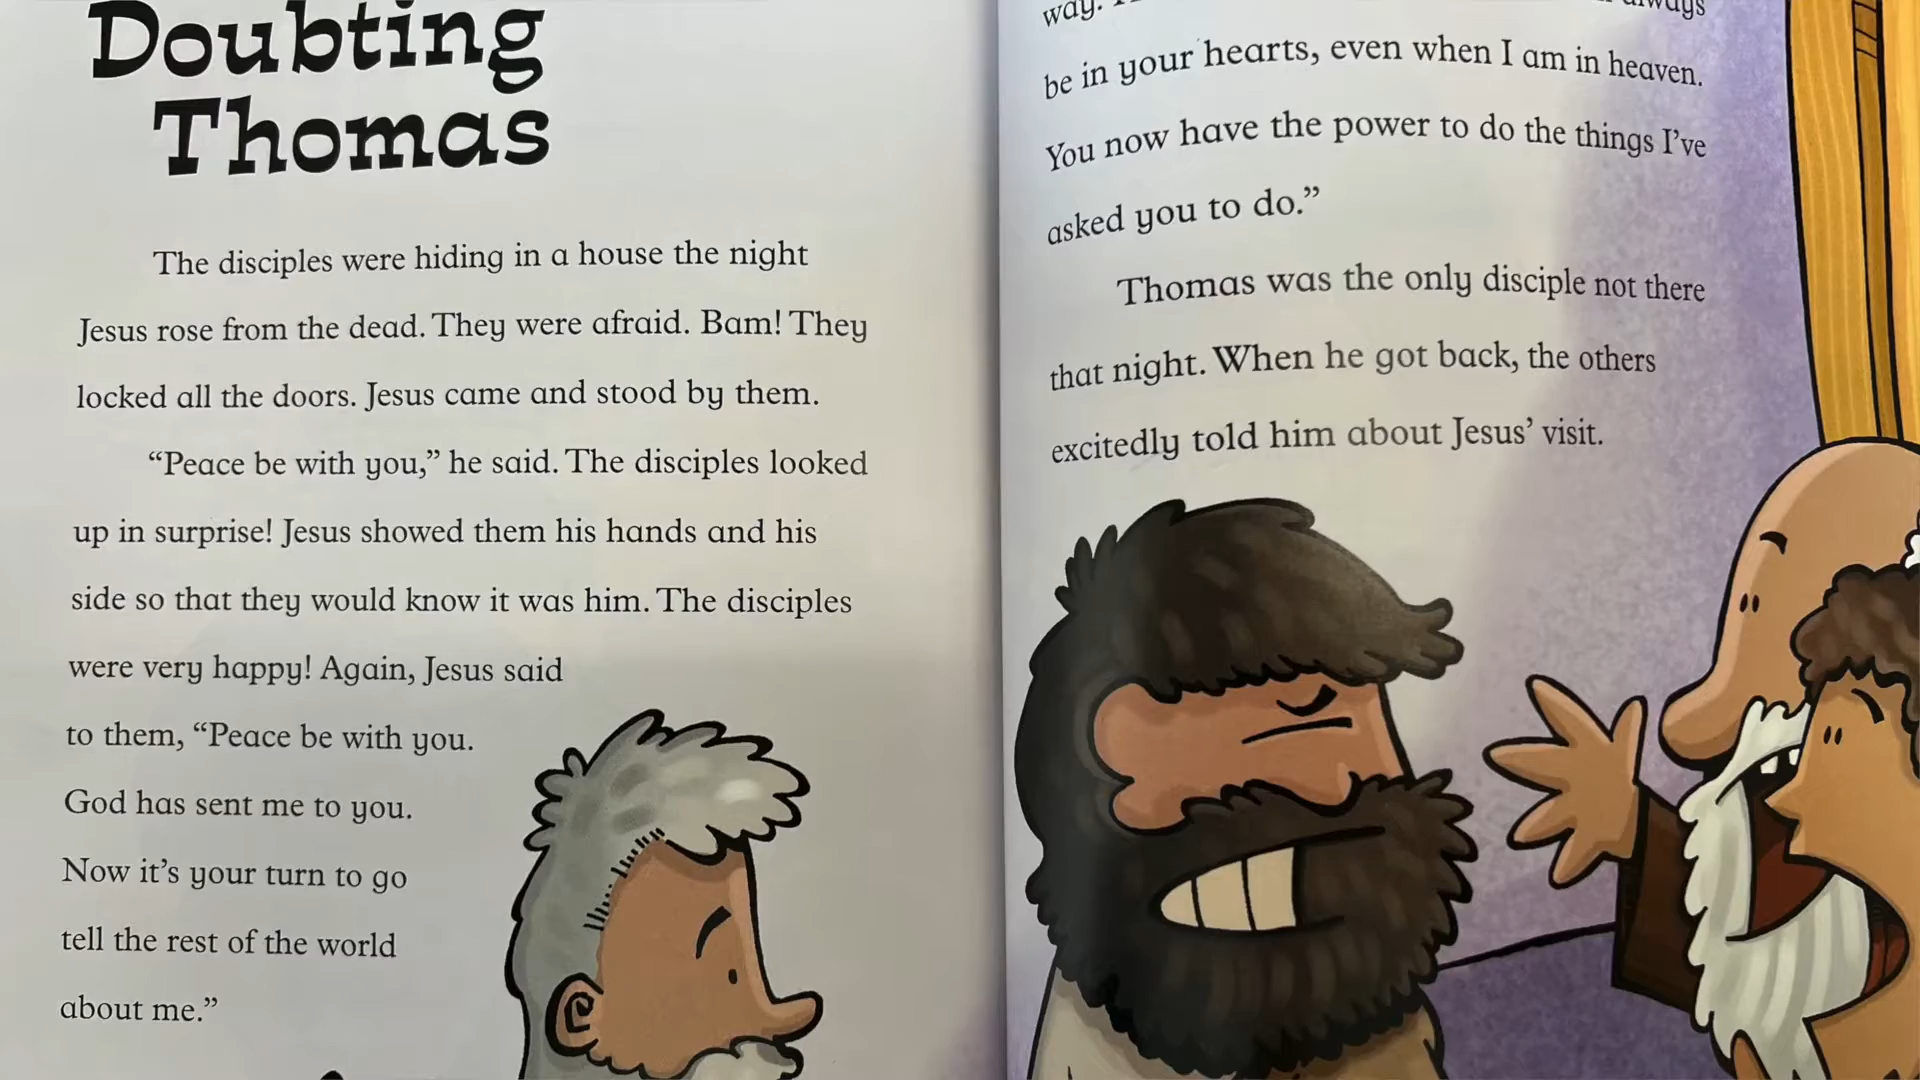 Doubting
Thomas
The disciples were hiding in a house the night
Jesus rose from the dead. They were afraid. Bam! They
locked all the doors. Jesus came and stood by them.
“Peace be with you,” he said. The disciples looked
up in surprise! Jesus showed them his hands and his
side so that they would know it was him. The disciples
were very happy! Again, Jesus said
to them, “Peace be with you.
God has sent me to you.
Now it’s your turn to go
tell the rest of the world
about me.”
way. always
be in your hearts, even when I am in heaven.
You now have the power to do the things I’ve
asked you to do.”
Thomas was the only disciple not there
that night. When he got back, the others
excitedly told him about Jesus’ visit.